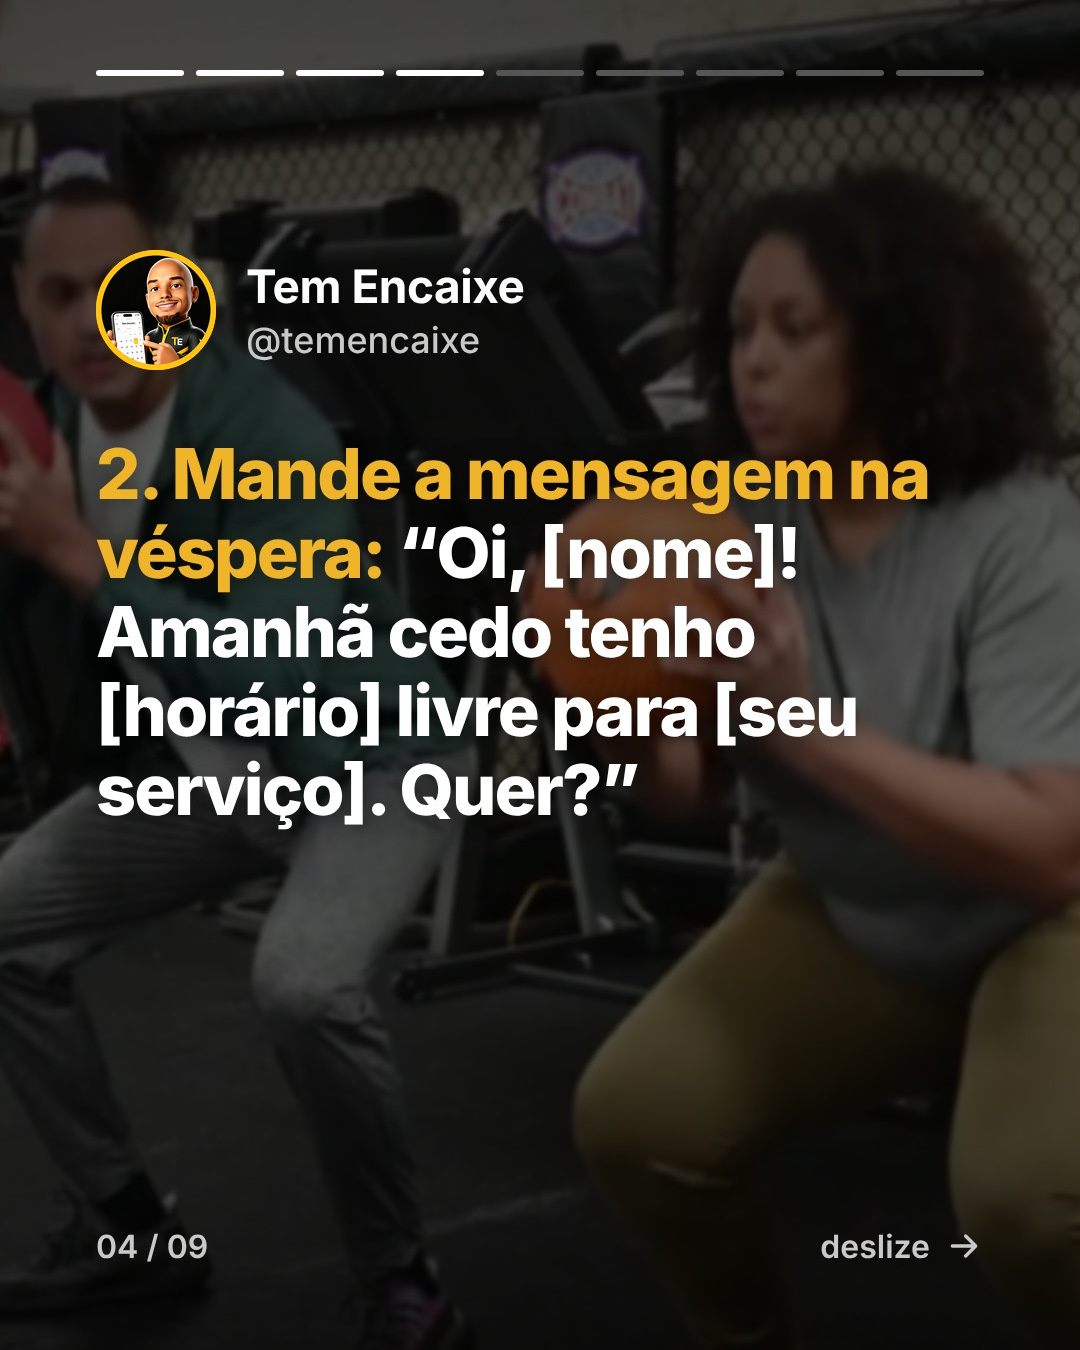 Tem Encaixe
@temencaixe
2. Mande a mensagem na
véspera: “Oi, [nome]!
Amanhã cedo tenho
[horário] livre para [seu
serviço]. Quer?”
04 / 09
deslize →